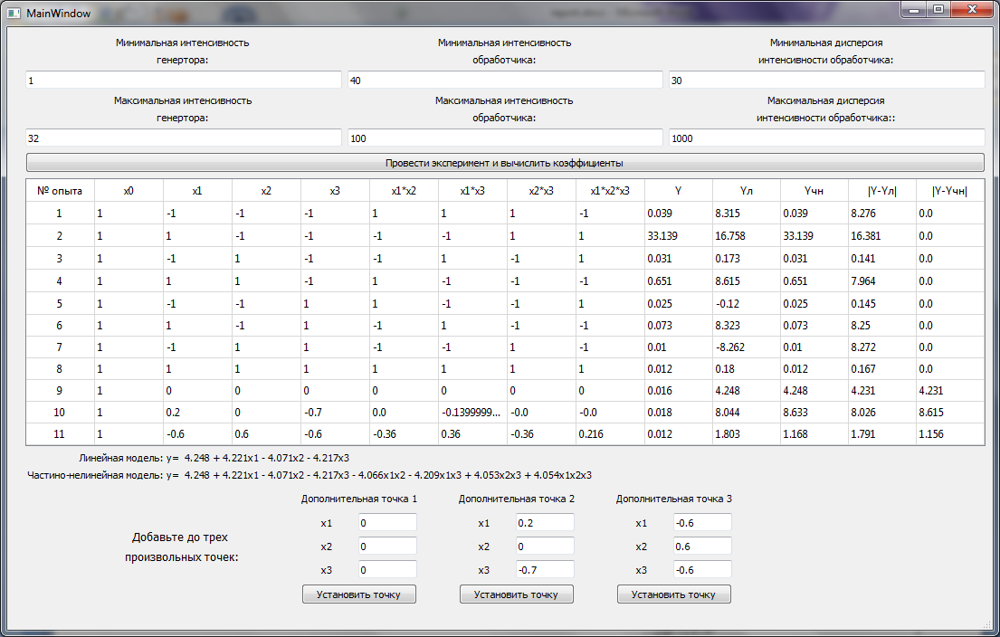 MainWindow
Минимальная интенсивность Минимальная интенсивность Минимальная дисперсия
генертора: обработчика: интенсивности обработчика:
1 40 30
Максимальная интенсивность Максимальная интенсивность Максимальная дисперсия
генертора: обработчика: интенсивности обработчика::
32 100 1000
Провести эксперимент и вычислить коэффициенты
№ опыта x0 x1 x2 x3 x1*x2 x1*x3 x2*x3 x1*x2*x3 Y Yл Yчн |Y-Yл| |Y-Yчн|
1 1 -1 -1 -1 1 1 1 -1 0.039 8.315 0.039 8.276 0.0
2 1 1 -1 -1 -1 -1 1 1 33.139 16.758 33.139 16.381 0.0
3 1 -1 1 -1 -1 1 -1 1 0.031 0.173 0.031 0.141 0.0
4 1 1 1 -1 1 -1 -1 -1 0.651 8.615 0.651 7.964 0.0
5 1 -1 -1 1 1 -1 -1 1 0.025 -0.12 0.025 0.145 0.0
6 1 1 -1 1 -1 1 -1 -1 0.073 8.323 0.073 8.25 0.0
7 1 -1 1 1 -1 -1 1 -1 0.01 -8.262 0.01 8.272 0.0
8 1 1 1 1 1 1 1 1 0.012 0.18 0.012 0.167 0.0
9 1 0 0 0 0 0 0 0 0.016 4.248 4.248 4.231 4.231
10 1 0.2 0 -0.7 0.0 -0.1399999... -0.0 -0.0 0.018 8.044 8.633 8.026 8.615
11 1 -0.6 0.6 -0.6 -0.36 0.36 -0.36 0.216 0.012 1.803 1.168 1.791 1.156
Линейная модель: y= 4.248 + 4.221x1 - 4.071x2 - 4.217x3
Частино-нелинейная модель: y= 4.248 + 4.221x1 - 4.071x2 - 4.217x3 - 4.066x1x2 - 4.209x1x3 + 4.053x2x3 + 4.054x1x2x3
Дополнительная точка 1 Дополнительная точка 2 Дополнительная точка 3
Добавьте до трех
произвольных точек:
x1 0 x1 0.2 x1 -0.6
x2 0 x2 0 x2 0.6
x3 0 x3 -0.7 x3 -0.6
Установить точку Установить точку Установить точку